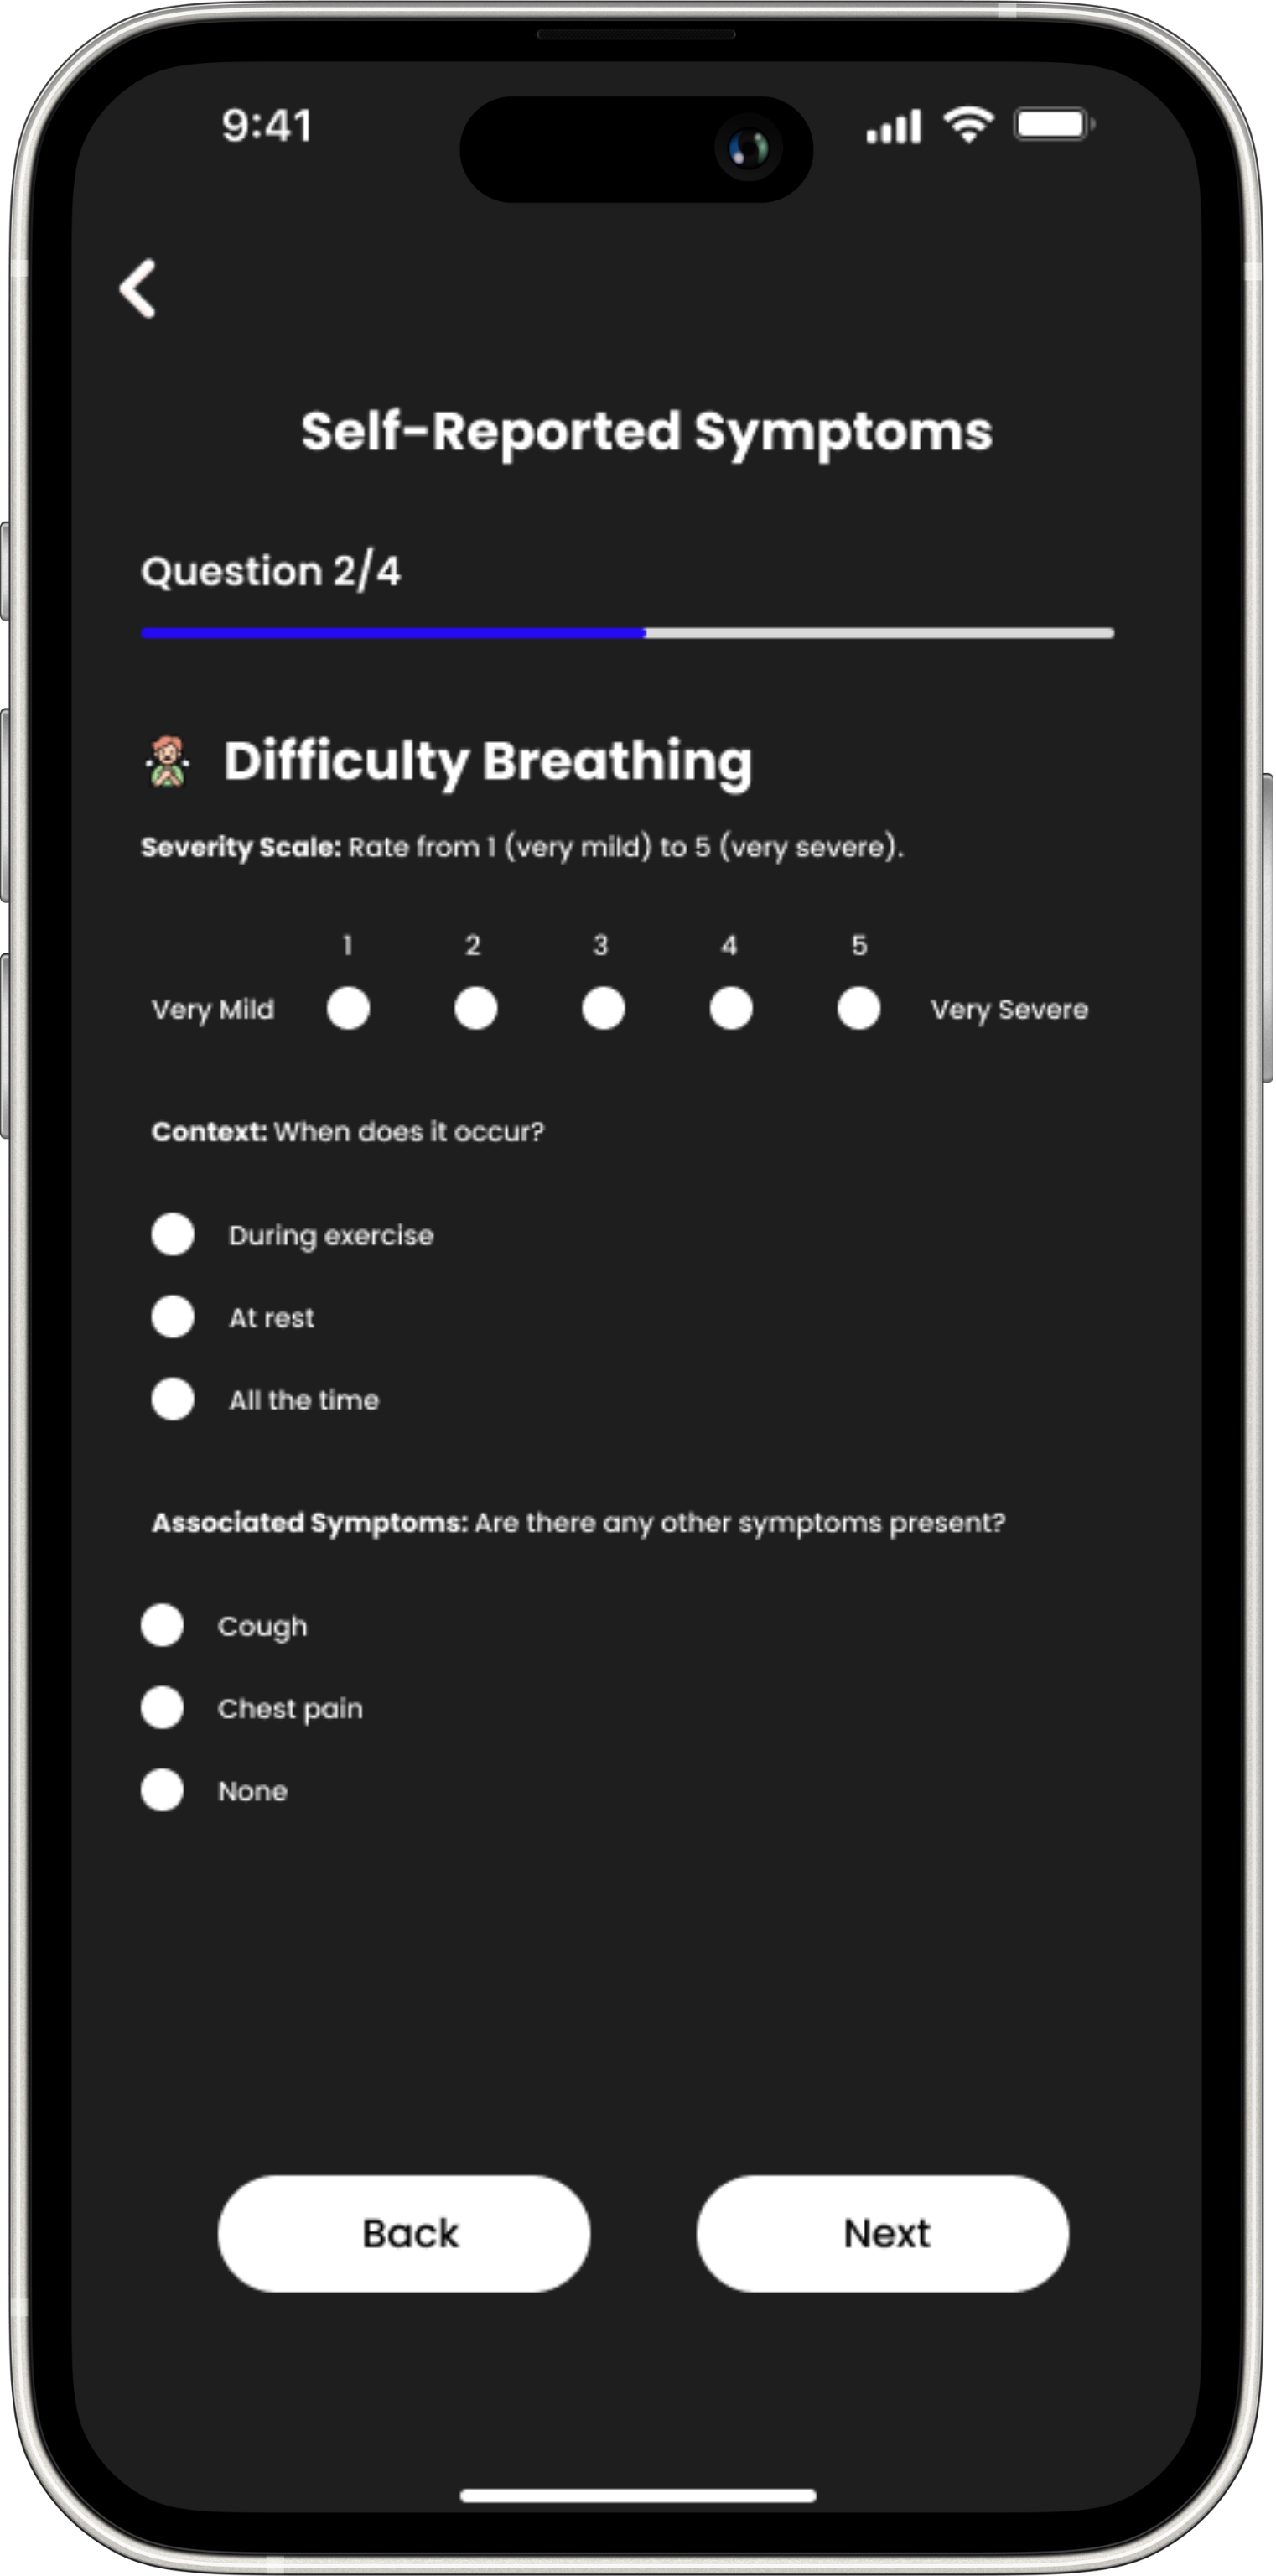 9:41
Self-Reported Symptoms
Question 2/4
Difficulty Breathing
Severity Scale: Rate from 1 (very mild) to 5 (very severe).
1 2 3 4 5
Very Mild Very Severe
Context: When does it occur?
During exercise
At rest
All the time
Associated Symptoms: Are there any other symptoms present?
Cough
Chest pain
None
Back Next